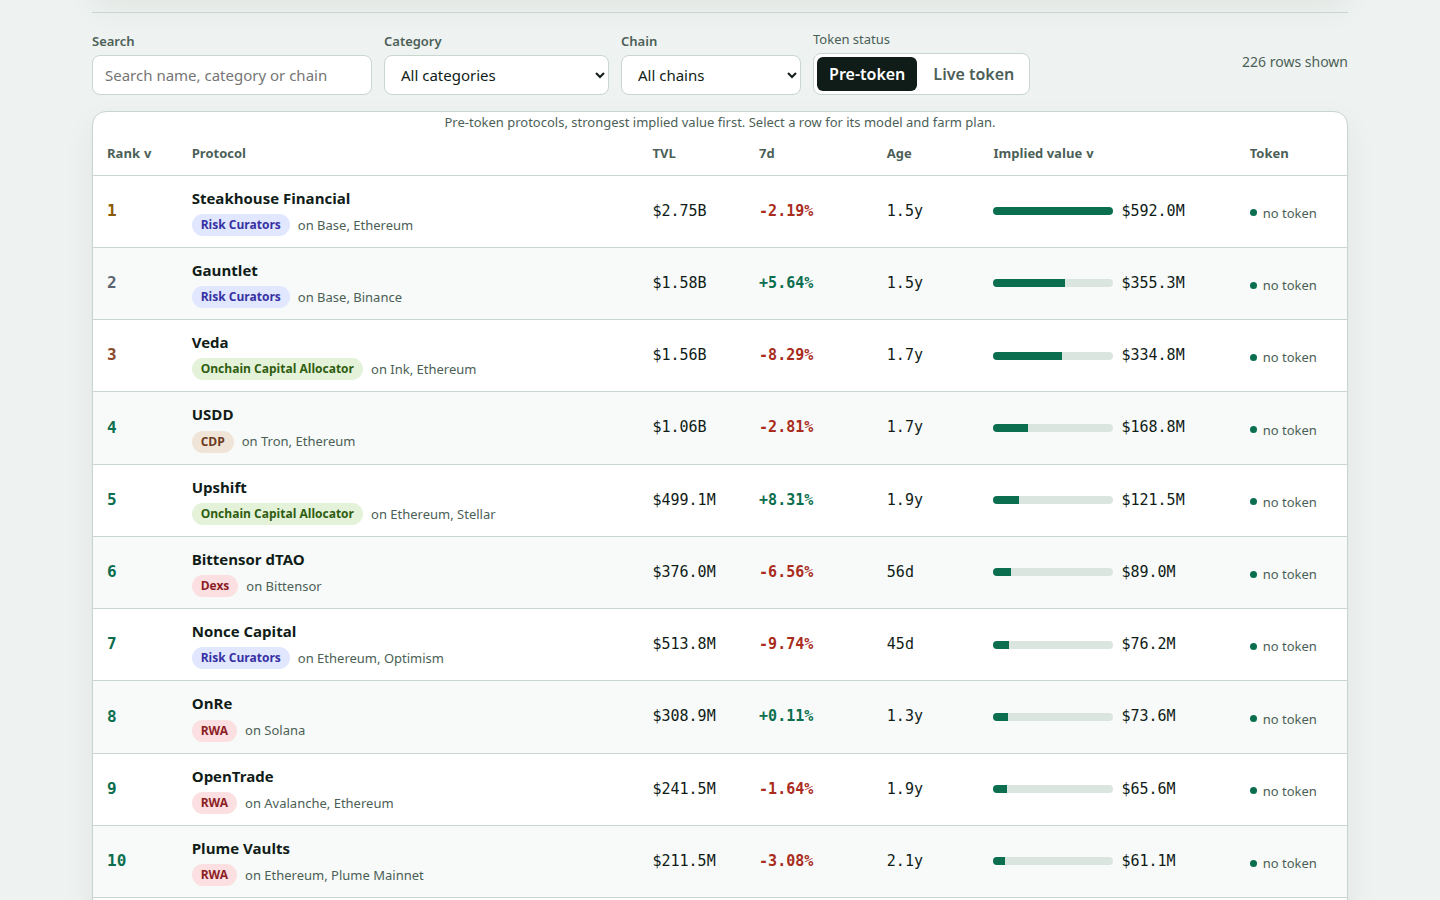 Search Category Chain Token status
Search name, category or chain All categories All chains Pre-token Live token 226 rows shown
Pre-token protocols, strongest implied value first. Select a row for its model and farm plan.
Rank v Protocol TVL 7d Age Implied value v Token
1 Steakhouse Financial $2.75B -2.19% 1.5y $592.0M no token
Risk Curators on Base, Ethereum
2 Gauntlet $1.58B +5.64% 1.5y $355.3M no token
Risk Curators on Base, Binance
3 Veda $1.56B -8.29% 1.7y $334.8M no token
Onchain Capital Allocator on Ink, Ethereum
4 USDD $1.06B -2.81% 1.7y $168.8M no token
CDP on Tron, Ethereum
5 Upshift $499.1M +8.31% 1.9y $121.5M no token
Onchain Capital Allocator on Ethereum, Stellar
6 Bittensor dTAO $376.0M -6.56% 56d $89.0M no token
Dexs on Bittensor
7 Nonce Capital $513.8M -9.74% 45d $76.2M no token
Risk Curators on Ethereum, Optimism
8 OnRe $308.9M +0.11% 1.3y $73.6M no token
RWA on Solana
9 OpenTrade $241.5M -1.64% 1.9y $65.6M no token
RWA on Avalanche, Ethereum
10 Plume Vaults $211.5M -3.08% 2.1y $61.1M no token
RWA on Ethereum, Plume Mainnet